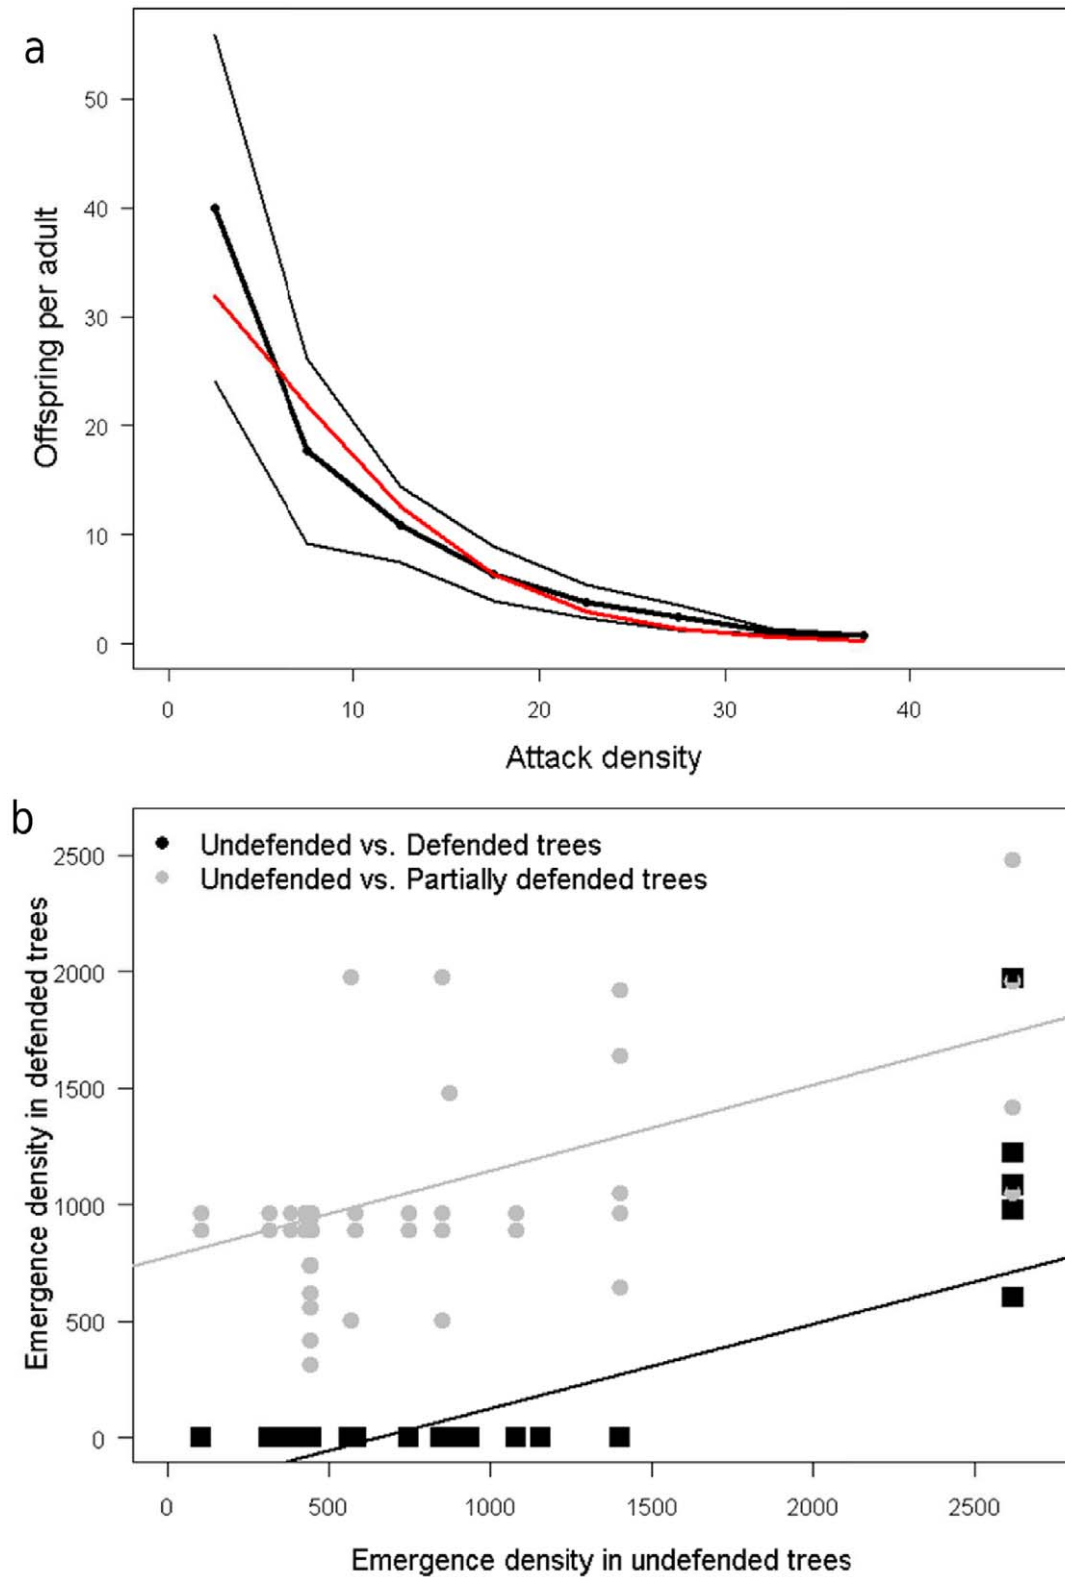 a
50
40
30
20
10
0
Offspring per adult
0 10 20 30 40
Attack density
b
Undefended vs. Defended trees
Undefended vs. Partially defended trees
2500
2000
1500
1000
500
0
Emergence density in defended trees
0 500 1000 1500 2000 2500
Emergence density in undefended trees